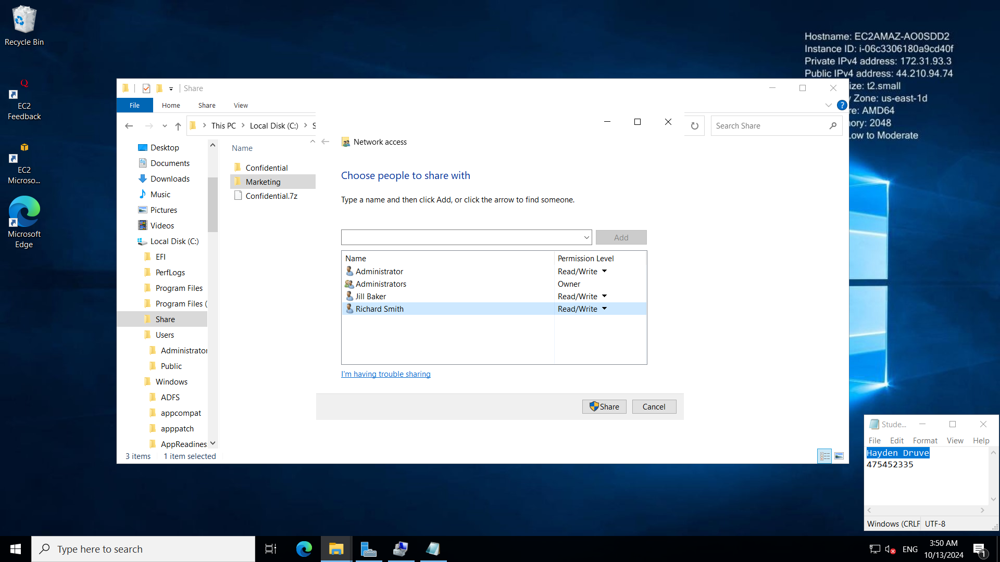 Recycle Bin
EC2
Feedback
EC2
Microso...
Microsoft
Edge
Hostname: EC2AMAZ-AO0SDD2
Instance ID: i-06c3306180a9cd40f
Private IPv4 address: 172.31.93.3
Public IPv4 address: 44.210.94.74
ize: t2.small
y Zone: us-east-1d
re: AMD64
ory: 2048
Low to Moderate
Share
File Home Share View
This PC Local Disk (C:) S
Search Share
Desktop
Documents
Downloads
Music
Pictures
Videos
Local Disk (C:)
EFI
PerfLogs
Program Files
Program Files (
Share
Users
Administrator
Public
Windows
ADFS
appcompat
apppatch
AppReadines
Name
Confidential
Marketing
Confidential.7z
3 items 1 item selected
Network access
Choose people to share with
Type a name and then click Add, or click the arrow to find someone.
Add
Name Permission Level
Administrator Read/Write
Administrators Owner
Jill Baker Read/Write
Richard Smith Read/Write
I'm having trouble sharing
Share Cancel
Stude...
File Edit Format View Help
Hayden Druve
475452335
Windows (CRLF UTF-8
Type here to search
ENG
3:50 AM
10/13/2024
1